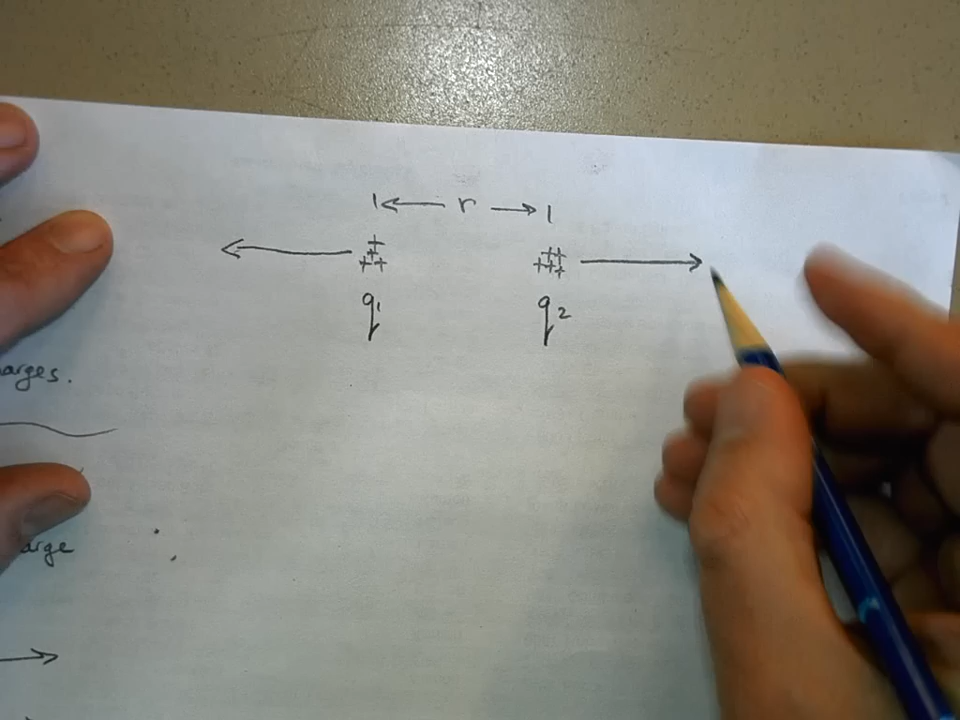 r
+ + + + + + + + +
q1 q2
arges.
arge